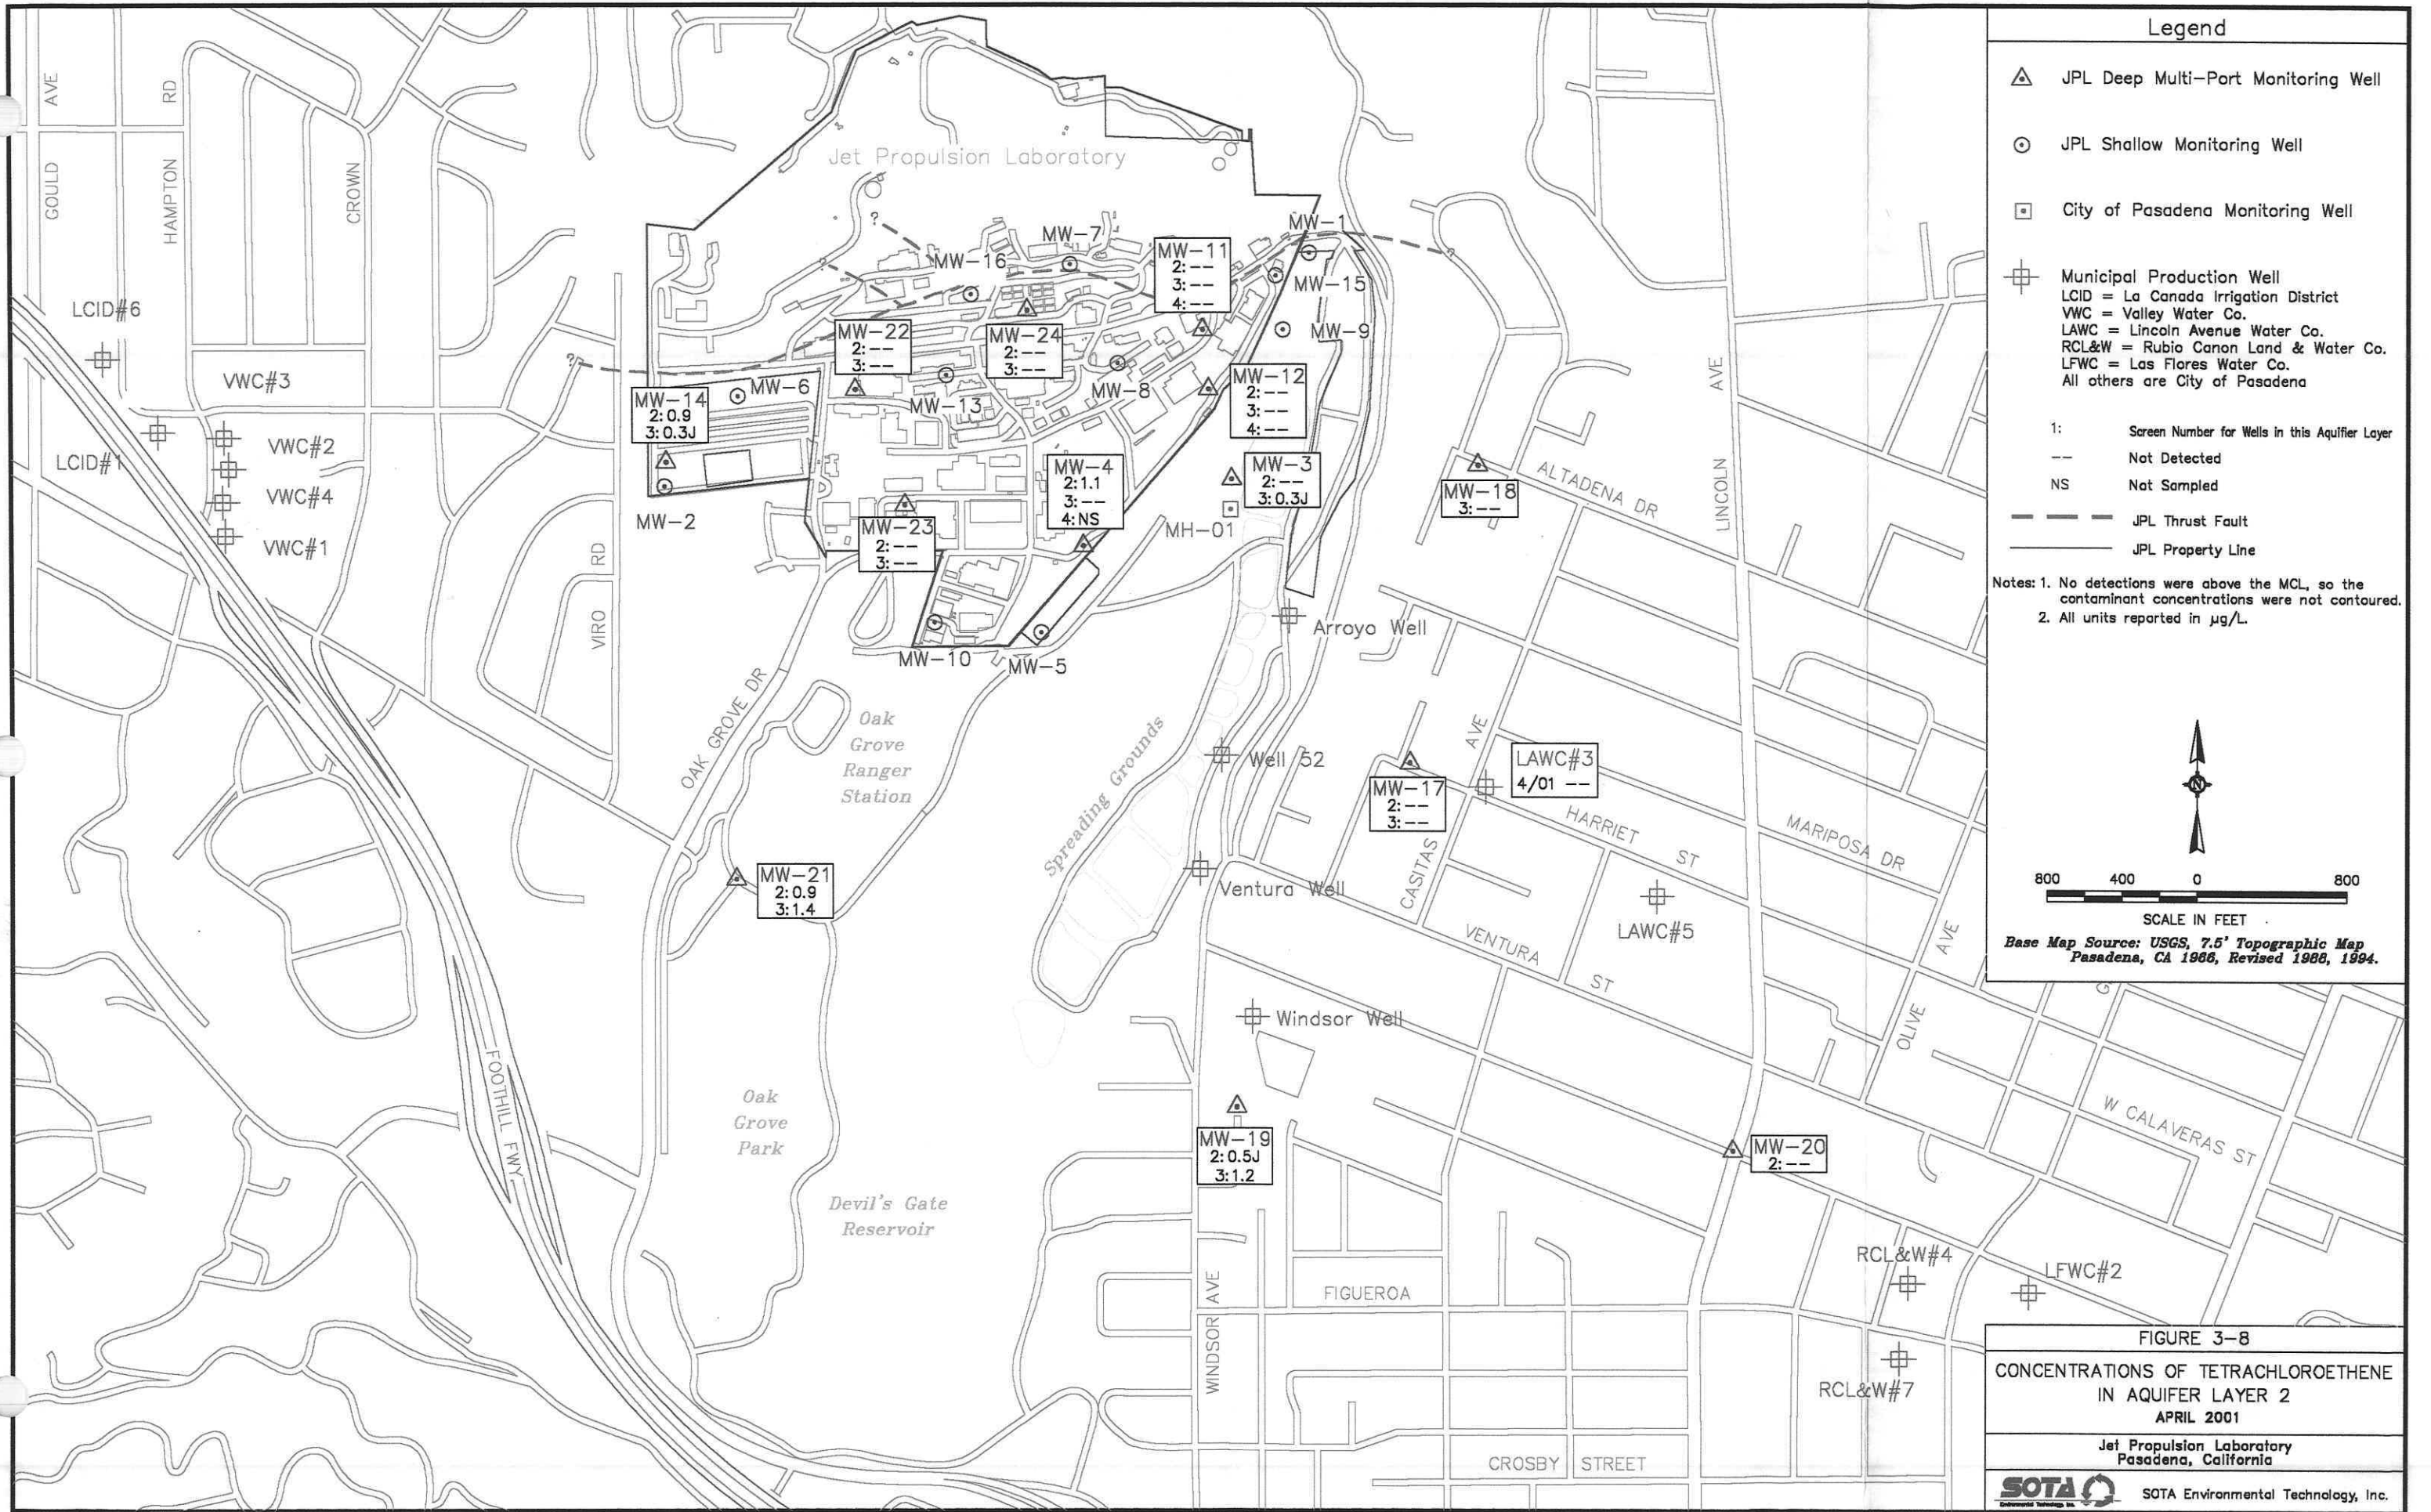 Legend
JPL Deep Multi-Port Monitoring Well
JPL Shallow Monitoring Well
City of Pasadena Monitoring Well
Municipal Production Well
LCID = La Canada Irrigation District
VWC = Valley Water Co.
LAWC = Lincoln Avenue Water Co.
RCL&W = Rubio Canon Land & Water Co.
LFWC = Las Flores Water Co.
All others are City of Pasadena
1: Screen Number for Wells in this Aquifier Layer
-- Not Detected
NS Not Sampled
JPL Thrust Fault
JPL Property Line
Notes: 1. No detections were above the MCL, so the
contaminant concentrations were not contoured.
2. All units reported in µg/L.
N
800 400 0 800
SCALE IN FEET
Base Map Source: USGS, 7.5' Topographic Map
Pasadena, CA 1966, Revised 1988, 1994.
FIGURE 3-8
CONCENTRATIONS OF TETRACHLOROETHENE
IN AQUIFER LAYER 2
APRIL 2001
Jet Propulsion Laboratory
Pasadena, California
SOTA
SOTA Environmental Technology, Inc.
GOULD AVE
HAMPTON RD
CROWN
Jet Propulsion Laboratory
?
?
?
?
LCID#6
LCID#1
VWC#3
VWC#2
VWC#4
VWC#1
MW-7
MW-16
MW-1
MW-15
MW-9
MW-11
2: --
3: --
4: --
MW-22
2: --
3: --
MW-24
2: --
3: --
MW-12
2: --
3: --
4: --
MW-14
2: 0.9
3: 0.3J
MW-6
MW-13
MW-8
MW-2
MW-4
2: 1.1
3: --
4: NS
MW-3
2: --
3: 0.3J
MH-01
MW-23
2: --
3: --
MW-10
MW-5
MW-18
3: --
ALTADENA DR
LINCOLN AVE
VIRO RD
OAK GROVE DR
Oak
Grove
Ranger
Station
Spreading Grounds
Arroyo Well
Well 52
Ventura Well
Windsor Well
MW-17
2: --
3: --
LAWC#3
4/01 --
CASITAS AVE
HARRIET ST
MARIPOSA DR
LAWC#5
VENTURA ST
OLIVE AVE
W CALAVERAS ST
MW-21
2: 0.9
3: 1.4
FOOTHILL FWY
Oak
Grove
Park
Devil's Gate
Reservoir
MW-19
2: 0.5J
3: 1.2
MW-20
2: --
WINDSOR AVE
FIGUEROA
CROSBY STREET
RCL&W#4
LFWC#2
RCL&W#7